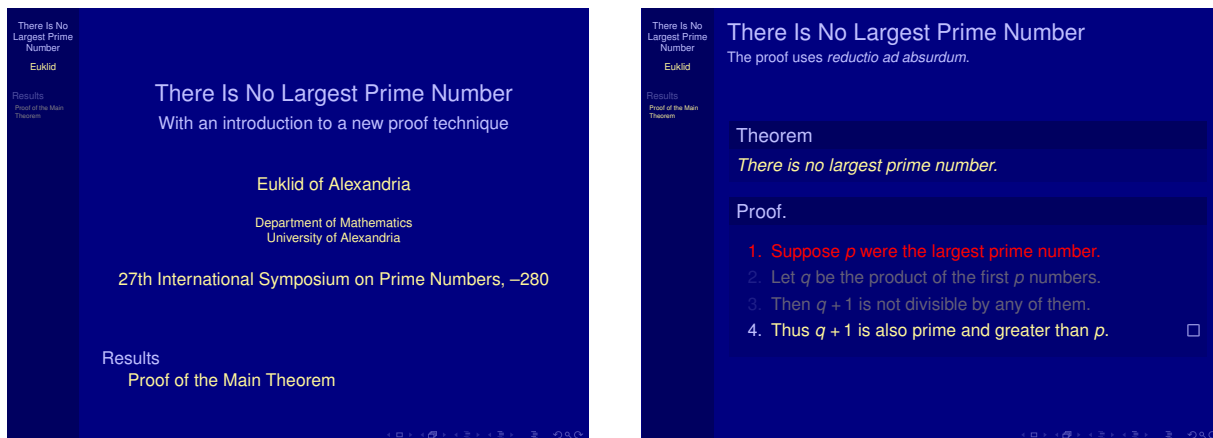 There Is No
Largest Prime
Number
Euklid
Results
Proof of the Main
Theorem
There Is No Largest Prime Number
With an introduction to a new proof technique
Euklid of Alexandria
Department of Mathematics
University of Alexandria
27th International Symposium on Prime Numbers, –280
Results
Proof of the Main Theorem
There Is No
Largest Prime
Number
Euklid
Results
Proof of the Main
Theorem
There Is No Largest Prime Number
The proof uses reductio ad absurdum.
Theorem
There is no largest prime number.
Proof.
1. Suppose p were the largest prime number.
2. Let q be the product of the first p numbers.
3. Then q + 1 is not divisible by any of them.
4. Thus q + 1 is also prime and greater than p. □